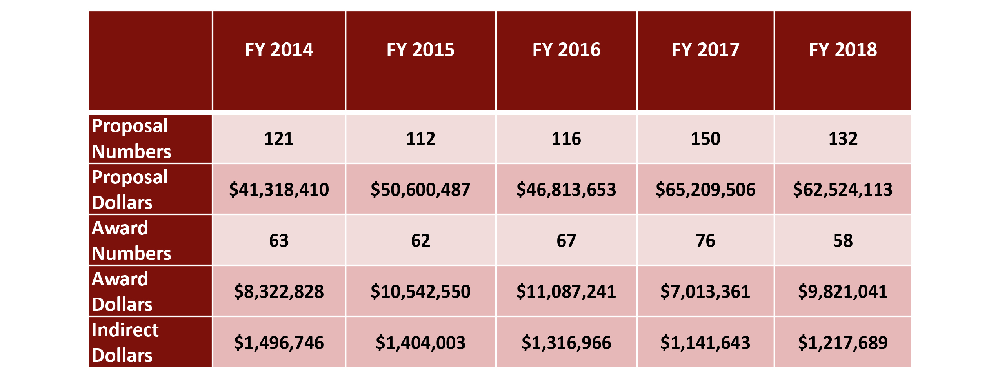 FY 2014 FY 2015 FY 2016 FY 2017 FY 2018
Proposal
Numbers 121 112 116 150 132
Proposal
Dollars $41,318,410 $50,600,487 $46,813,653 $65,209,506 $62,524,113
Award
Numbers 63 62 67 76 58
Award
Dollars $8,322,828 $10,542,550 $11,087,241 $7,013,361 $9,821,041
Indirect
Dollars $1,496,746 $1,404,003 $1,316,966 $1,141,643 $1,217,689